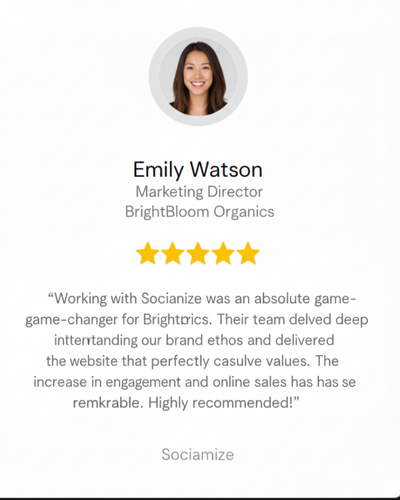 Emily Watson
Marketing Director
BrightBloom Organics
“Working with Socianize was an absolute game-
game-changer for Brightrics. Their team delved deep
our brand ethos and delivered
the website that perfectly casulve values. The
increase in engagement and online sales has has se
remkrable. Highly recommended!”
Sociamize